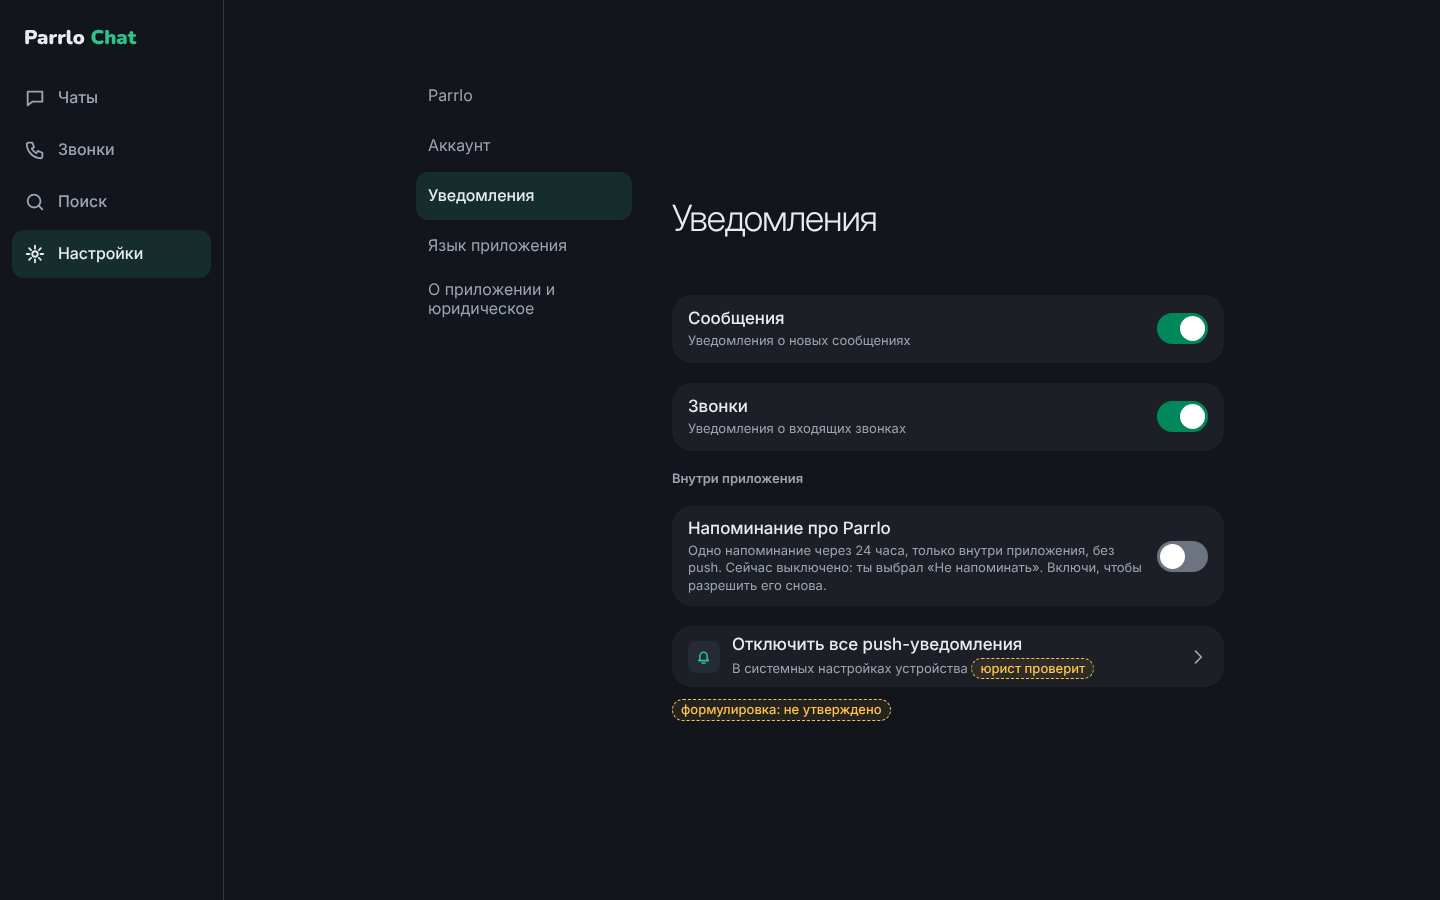 Parrlo Chat
Чаты
Звонки
Поиск
Настройки
Parrlo
Аккаунт
Уведомления
Язык приложения
О приложении и
юридическое
Уведомления
Сообщения
Уведомления о новых сообщениях
Звонки
Уведомления о входящих звонках
Внутри приложения
Напоминание про Parrlo
Одно напоминание через 24 часа, только внутри приложения, без
push. Сейчас выключено: ты выбрал «Не напоминать». Включи, чтобы
разрешить его снова.
Отключить все push-уведомления
В системных настройках устройства юрист проверит
формулировка: не утверждено